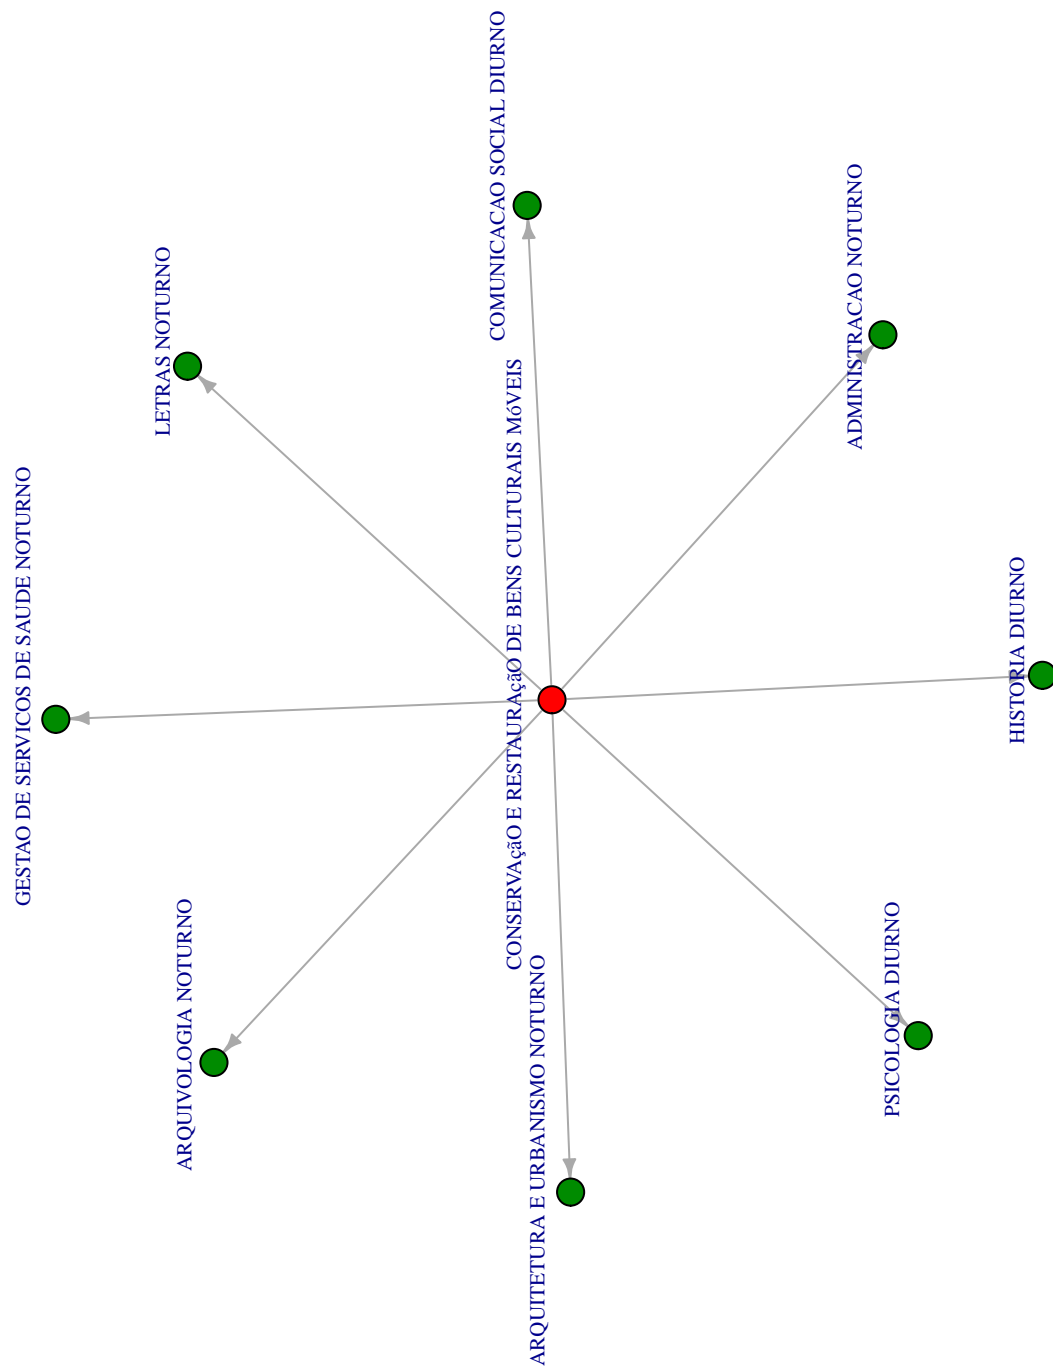 COMUNICACAO SOCIAL DIURNO
ADMINISTRACAO NOTURNO
LETRAS NOTURNO
CONSERVAçãO E RESTAURAçãO DE BENS CULTURAIS MóVEIS
GESTAO DE SERVICOS DE SAUDE NOTURNO
HISTORIA DIURNO
ARQUIVOLOGIA NOTURNO
PSICOLOGIA DIURNO
ARQUITETURA E URBANISMO NOTURNO